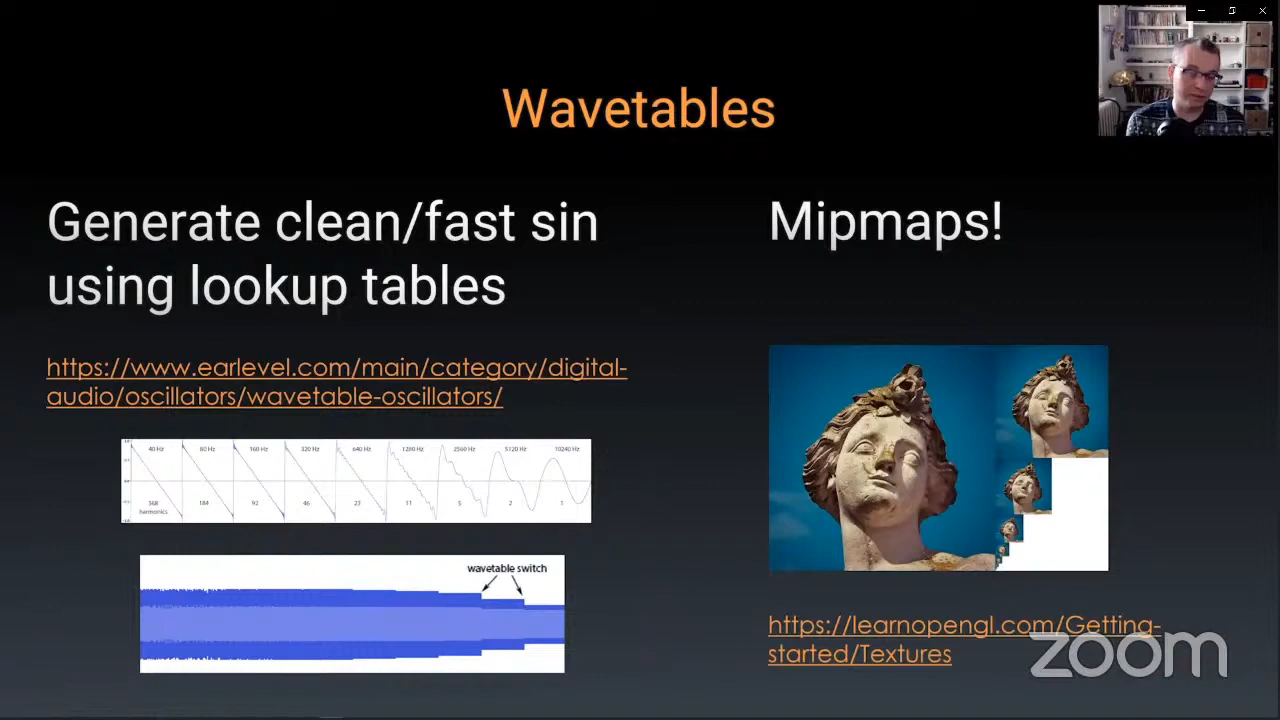 Wavetables
Generate clean/fast sin
using lookup tables
https://www.earlevel.com/main/category/digital-
audio/oscillators/wavetable-oscillators/
40 Hz 80 Hz 160 Hz 320 Hz 640 Hz 1280 Hz 2560 Hz 5120 Hz 10240 Hz
368 184 92 46 23 11 5 2 1
harmonics
wavetable switch
Mipmaps!
https://learnopengl.com/Getting-
started/Textures
zoom